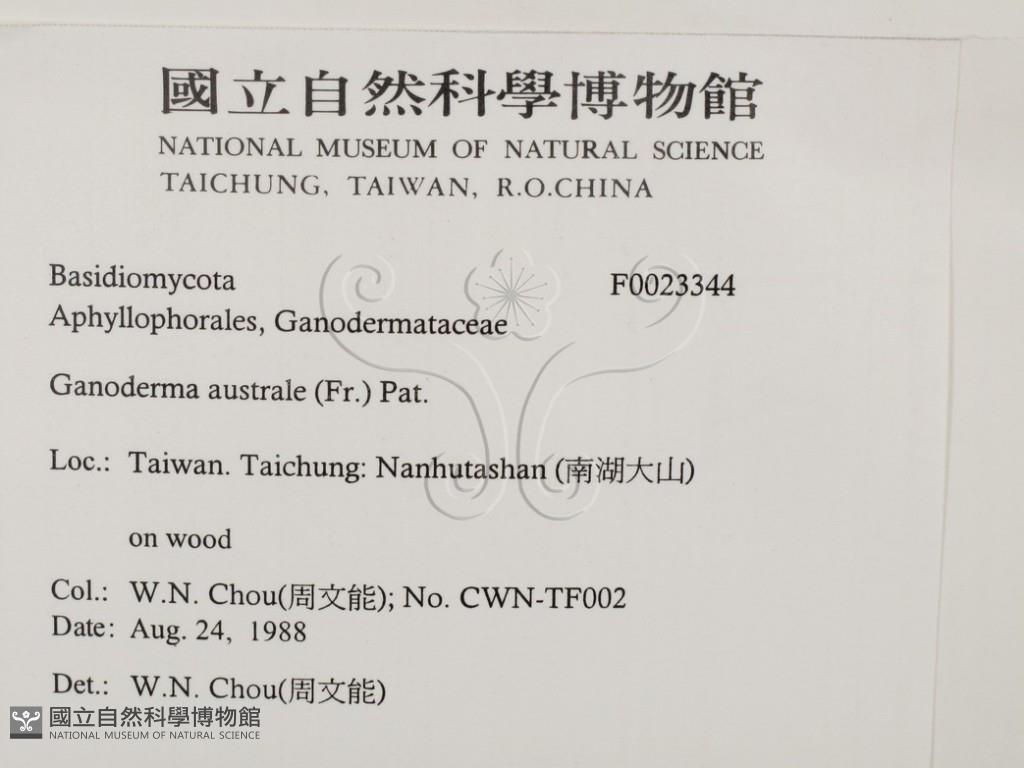 國立自然科學博物館
NATIONAL MUSEUM OF NATURAL SCIENCE
TAICHUNG, TAIWAN, R.O.CHINA
Basidiomycota F0023344
Aphyllophorales, Ganodermataceae
Ganoderma australe (Fr.) Pat.
Loc.: Taiwan. Taichung: Nanhutashan (南湖大山)
on wood
Col.: W.N. Chou(周文能); No. CWN-TF002
Date: Aug. 24, 1988
Det.: W.N. Chou(周文能)
國立自然科學博物館
NATIONAL MUSEUM OF NATURAL SCIENCE